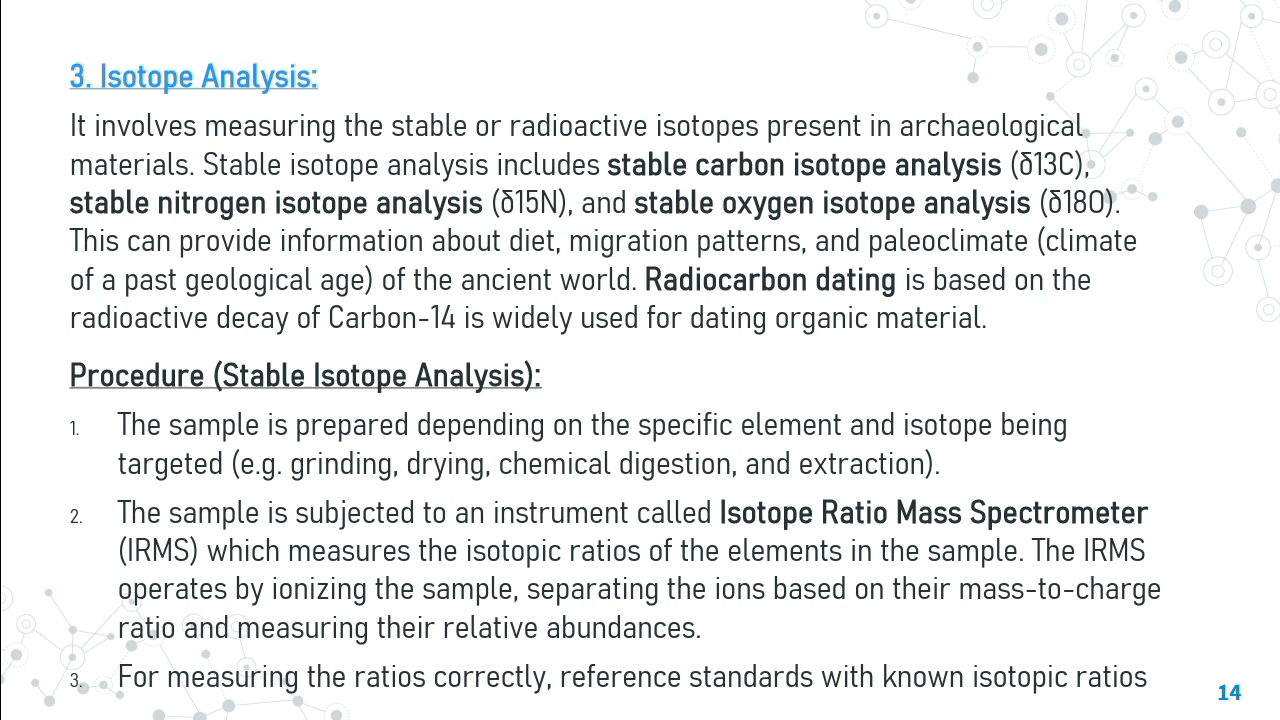 3. Isotope Analysis:
It involves measuring the stable or radioactive isotopes present in archaeological
materials. Stable isotope analysis includes stable carbon isotope analysis (δ13C),
stable nitrogen isotope analysis (δ15N), and stable oxygen isotope analysis (δ18O).
This can provide information about diet, migration patterns, and paleoclimate (climate
of a past geological age) of the ancient world. Radiocarbon dating is based on the
radioactive decay of Carbon-14 is widely used for dating organic material.
Procedure (Stable Isotope Analysis):
1. The sample is prepared depending on the specific element and isotope being
targeted (e.g. grinding, drying, chemical digestion, and extraction).
2. The sample is subjected to an instrument called Isotope Ratio Mass Spectrometer
(IRMS) which measures the isotopic ratios of the elements in the sample. The IRMS
operates by ionizing the sample, separating the ions based on their mass-to-charge
ratio and measuring their relative abundances.
3. For measuring the ratios correctly, reference standards with known isotopic ratios
14